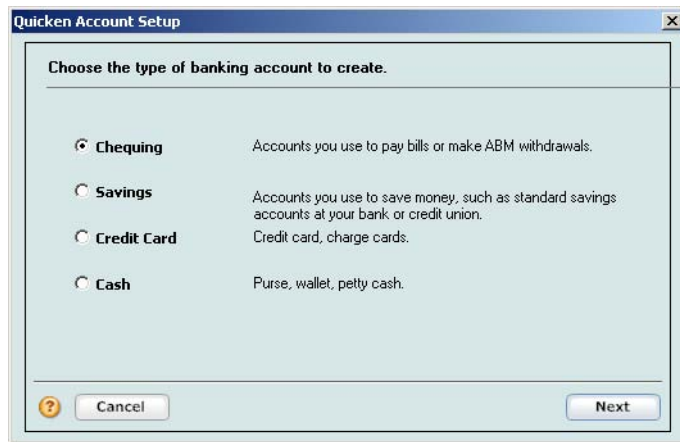 Quicken Account Setup
Choose the type of banking account to create.
Chequing
Accounts you use to pay bills or make ABM withdrawals.
Savings
Accounts you use to save money, such as standard savings
accounts at your bank or credit union.
Credit Card
Credit card, charge cards.
Cash
Purse, wallet, petty cash.
? Cancel Next